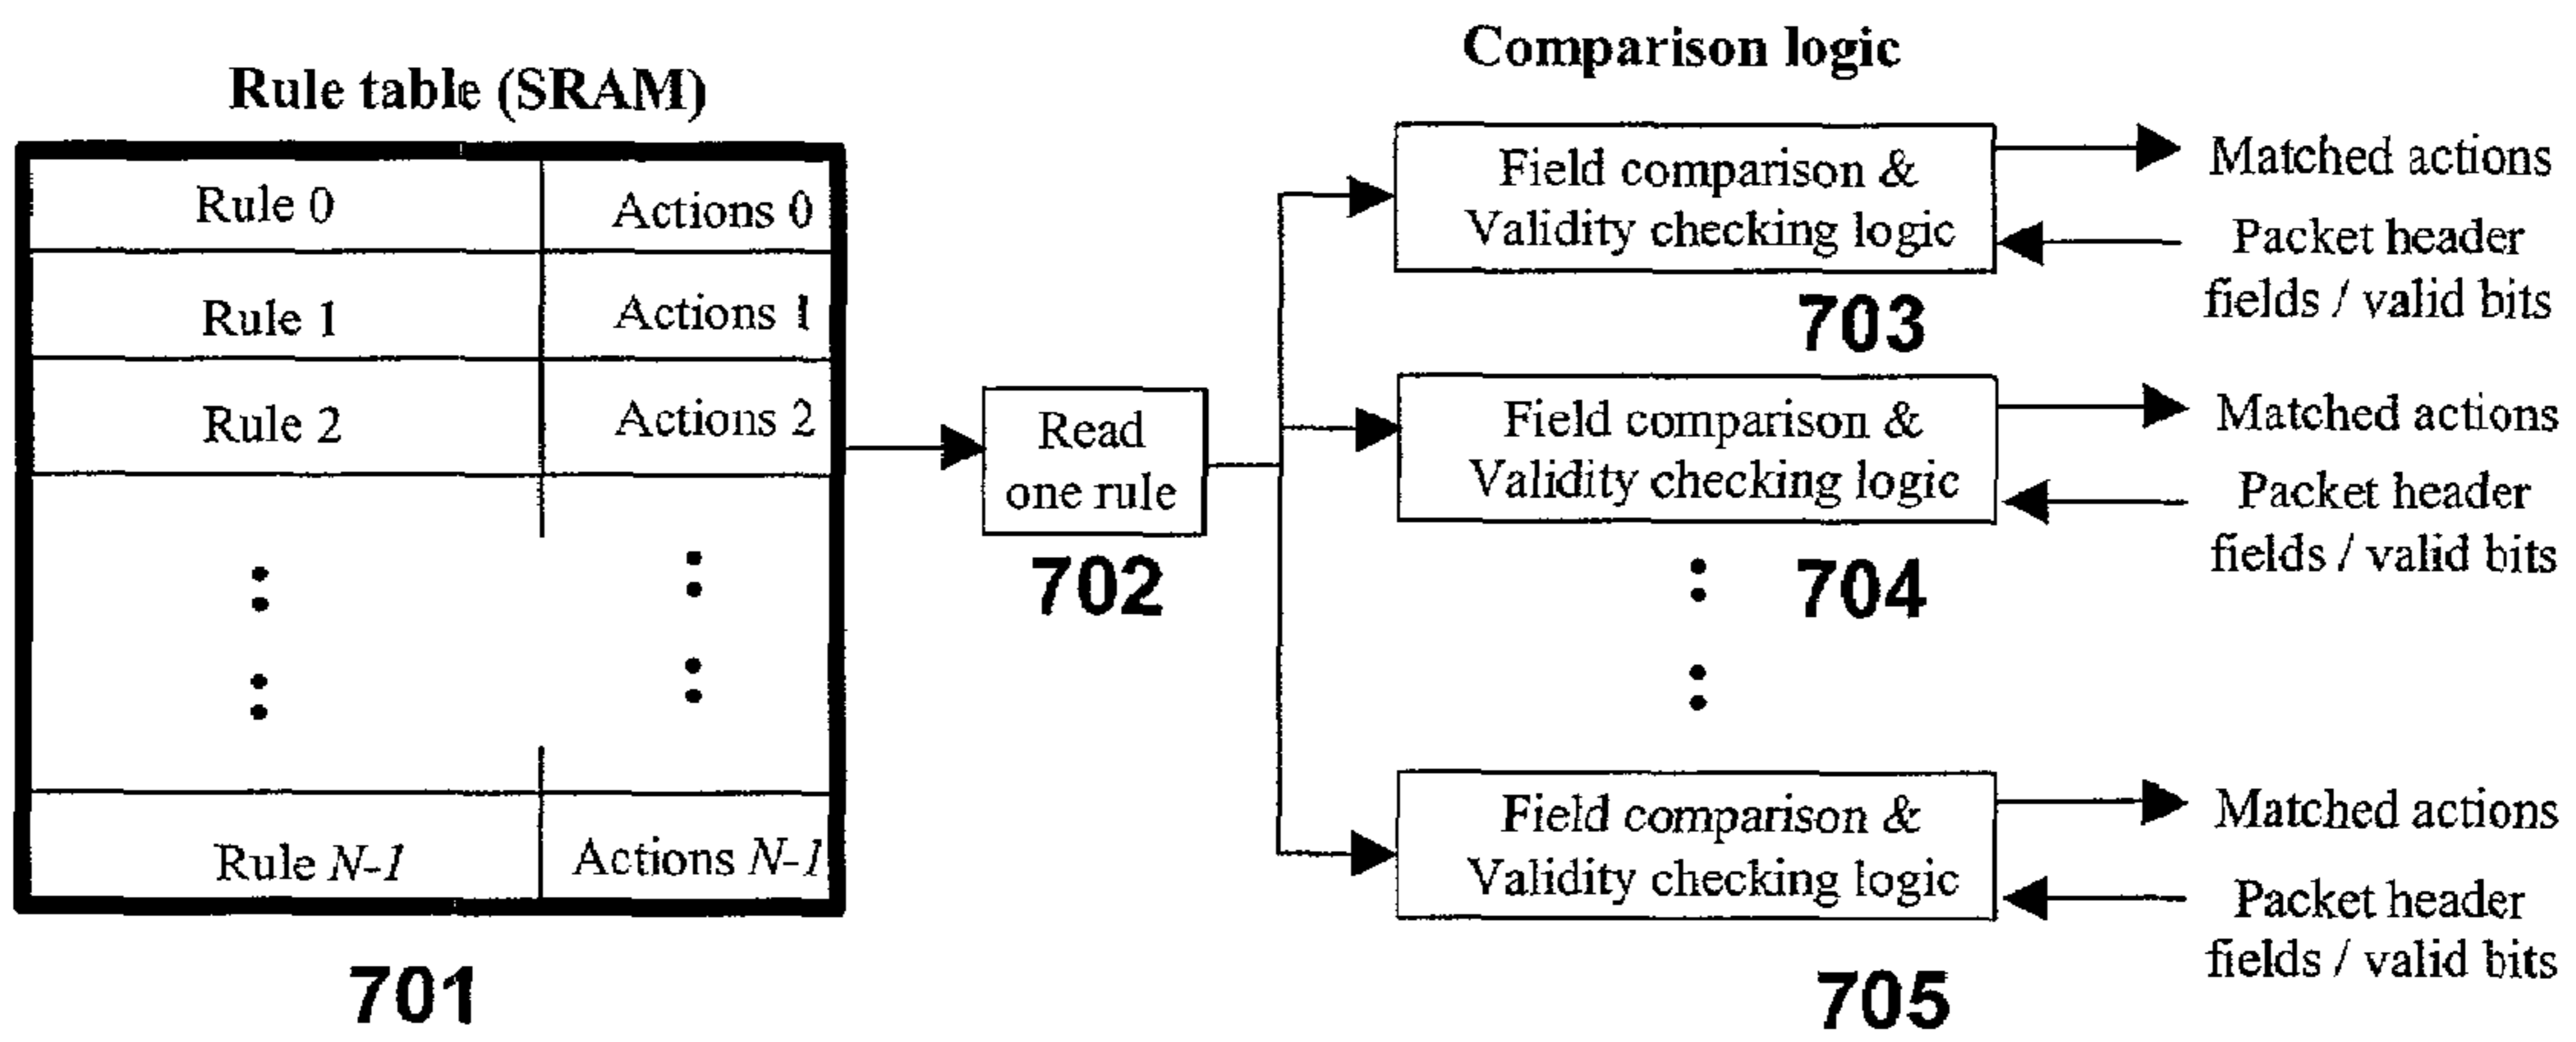 Rule table (SRAM)
Rule 0
Actions 0
Rule 1
Actions 1
Rule 2
Actions 2
Rule N-1
Actions N-1
701
Read
one rule
702
Comparison logic
Field comparison &
Validity checking logic
703
Matched actions
Packet header
fields / valid bits
Field comparison &
Validity checking logic
704
Matched actions
Packet header
fields / valid bits
Field comparison &
Validity checking logic
705
Matched actions
Packet header
fields / valid bits